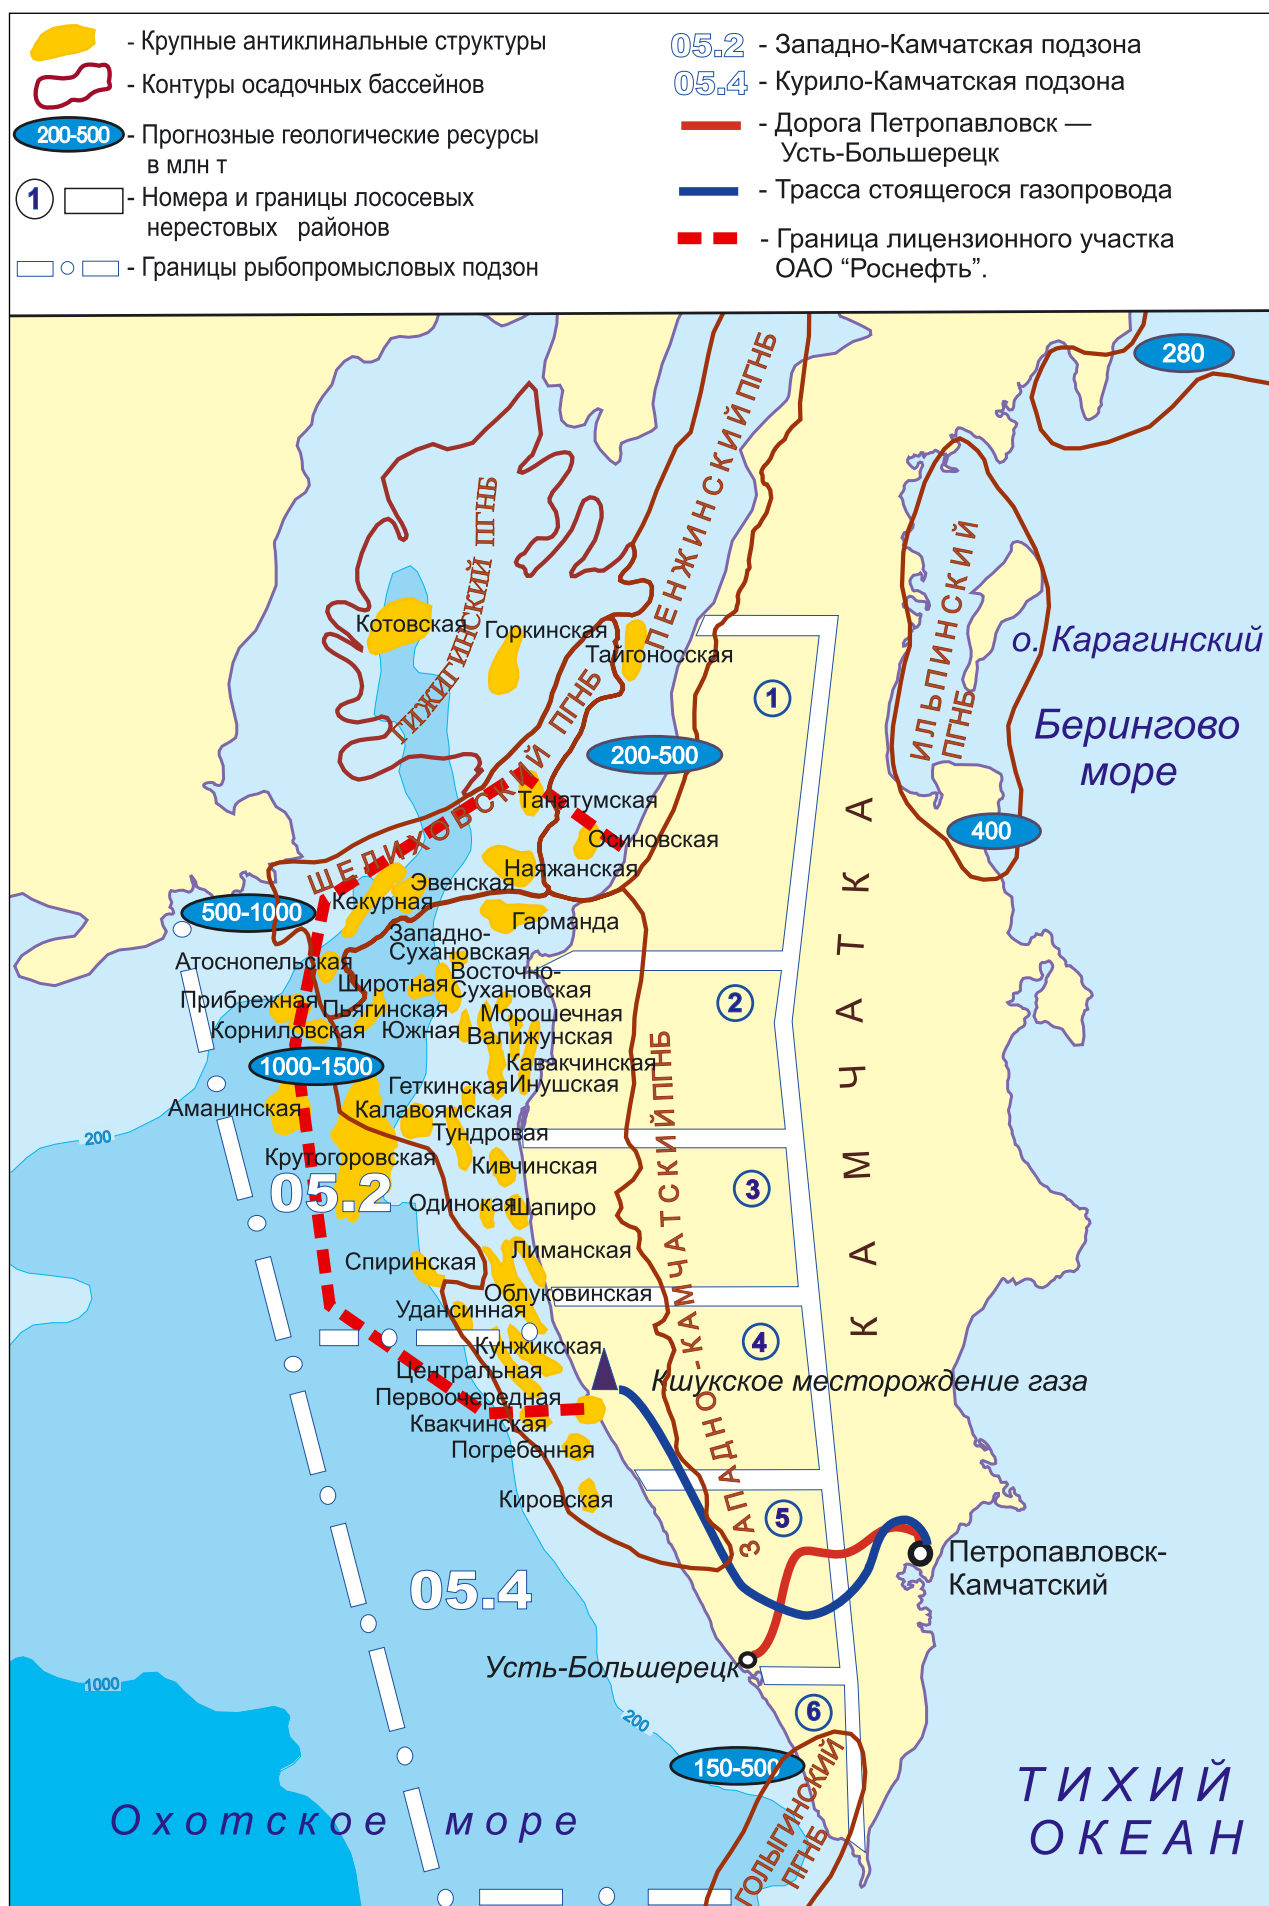 - Крупные антиклинальные структуры
- Контуры осадочных бассейнов
200-500
- Прогнозные геологические ресурсы
в млн т
1
- Номера и границы лососевых
нерестовых районов
- Границы рыбопромысловых подзон
05.2
- Западно-Камчатская подзона
05.4
- Курило-Камчатская подзона
- Дорога Петропавловск —
Усть-Большерецк
- Трасса стоящегося газопровода
- Граница лицензионного участка
ОАО “Роснефть”.
280
ПЕНЖИНСКИЙ ПГНБ
ГИЖИГИНСКИЙ ПГНБ
ИЛЬПИНСКИЙ
ПГНБ
Котовская
Горкинская
Тайгоносская
о. Карагинский
1
Берингово
море
ШЕЛИХОВСКИЙ ПГНБ
200-500
Танатумская
400
Осиновская
Наяжанская
Эвенская
Кекурная
500-1000
Гарманда
Западно-
Сухановская
Атоснопельская
Восточно-
Сухановская
Широтная
Прибрежная
Пьягинская
Морошечная
2
Корниловская
Южная
Валижунская
1000-1500
Кавакчинская
Геткинская
Инушская
Аманинская
Калавоямская
Тундровая
200
Крутогоровская
Кивчинская
05.2
3
Одинокая
Шапиро
Лиманская
Спиринская
Облуковинская
Удансинная
КАМЧАТКА
ЗАПАДНО-КАМЧАТСКИЙ ПГНБ
Кунжикская
4
Центральная
Кшукское месторождение газа
Первоочередная
Квакчинская
Погребенная
Кировская
5
Петропавловск-
Камчатский
05.4
Усть-Большерецк
1000
6
200
150-500
ГОЛЫГИНСКИЙ
ПГНБ
Охотское море
ТИХИЙ
ОКЕАН